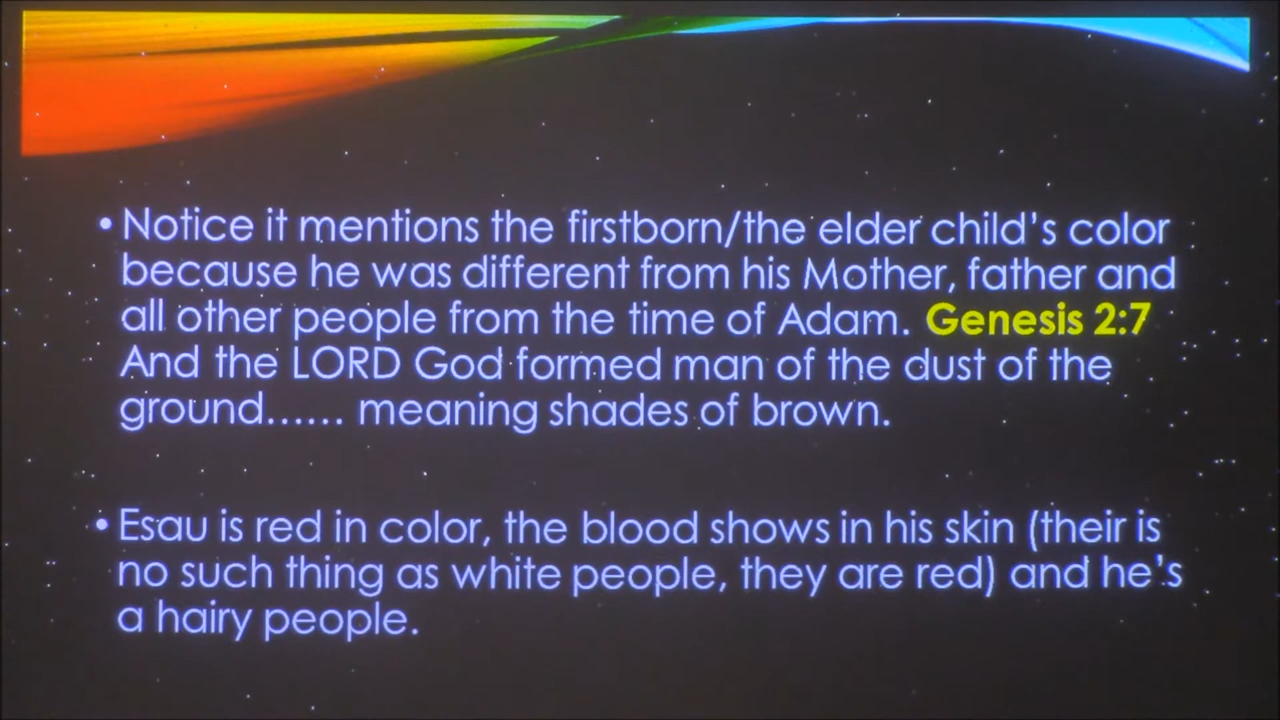 • Notice it mentions the firstborn/the elder child's color
because he was different from his Mother, father and
all other people from the time of Adam. Genesis 2:7
And the LORD God formed man of the dust of the
ground...... meaning shades of brown.
• Esau is red in color, the blood shows in his skin (their is
no such thing as white people, they are red) and he's
a hairy people.